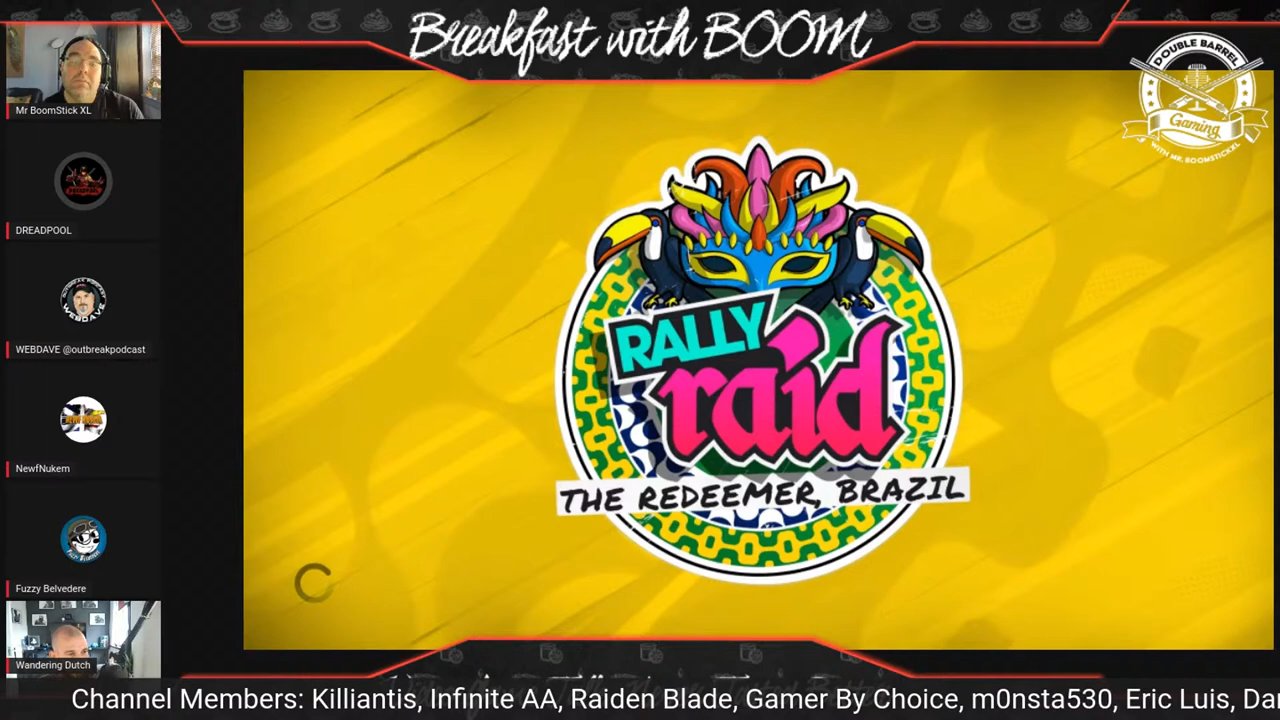 Breakfast with BOOM
DOUBLE BARREL
Gaming
WITH MR. BOOMSTICKXL
Mr BoomStick XL
DREADPOOL
WEBDAVE @outbreakpodcast
NewfNukem
Fuzzy Belvedere
Wandering Dutch
RALLY
raid
THE REDEEMER, BRAZIL
Channel Members: Killiantis, Infinite AA, Raiden Blade, Gamer By Choice, m0nsta530, Eric Luis, Da